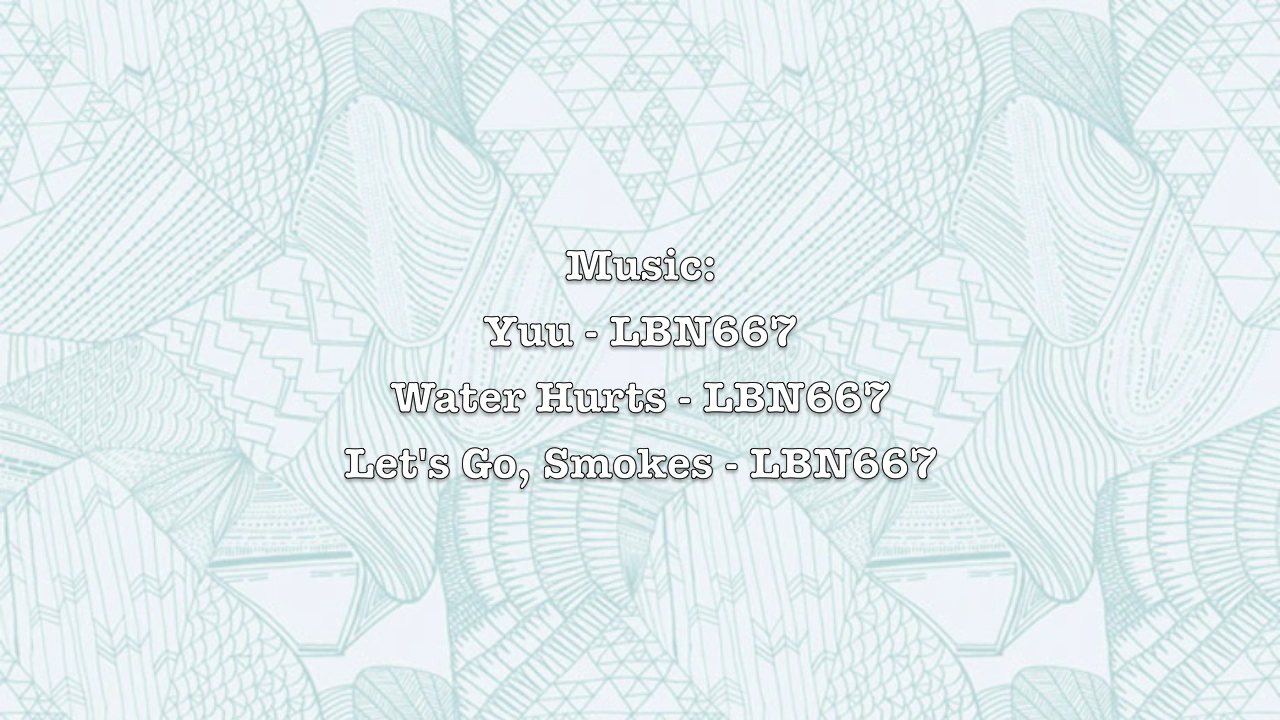 Music:
Yuu - LBN667
Water Hurts - LBN667
Let's Go, Smokes - LBN667